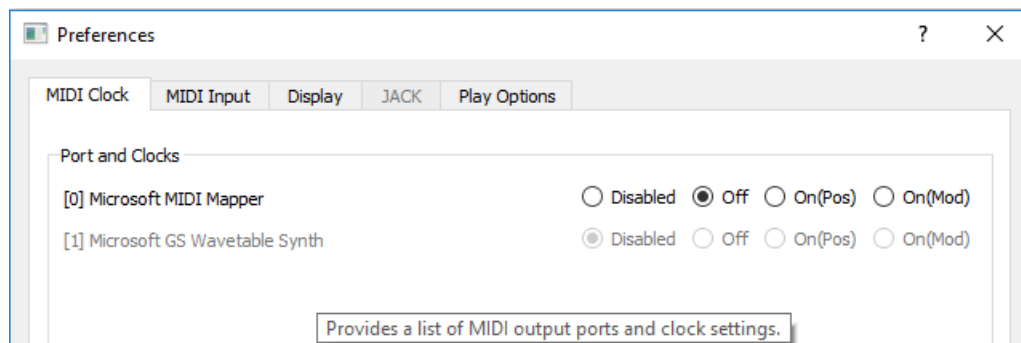 Preferences
MIDI Clock MIDI Input Display JACK Play Options
Port and Clocks
[0] Microsoft MIDI Mapper Disabled Off On(Pos) On(Mod)
[1] Microsoft GS Wavetable Synth Disabled Off On(Pos) On(Mod)
Provides a list of MIDI output ports and clock settings.